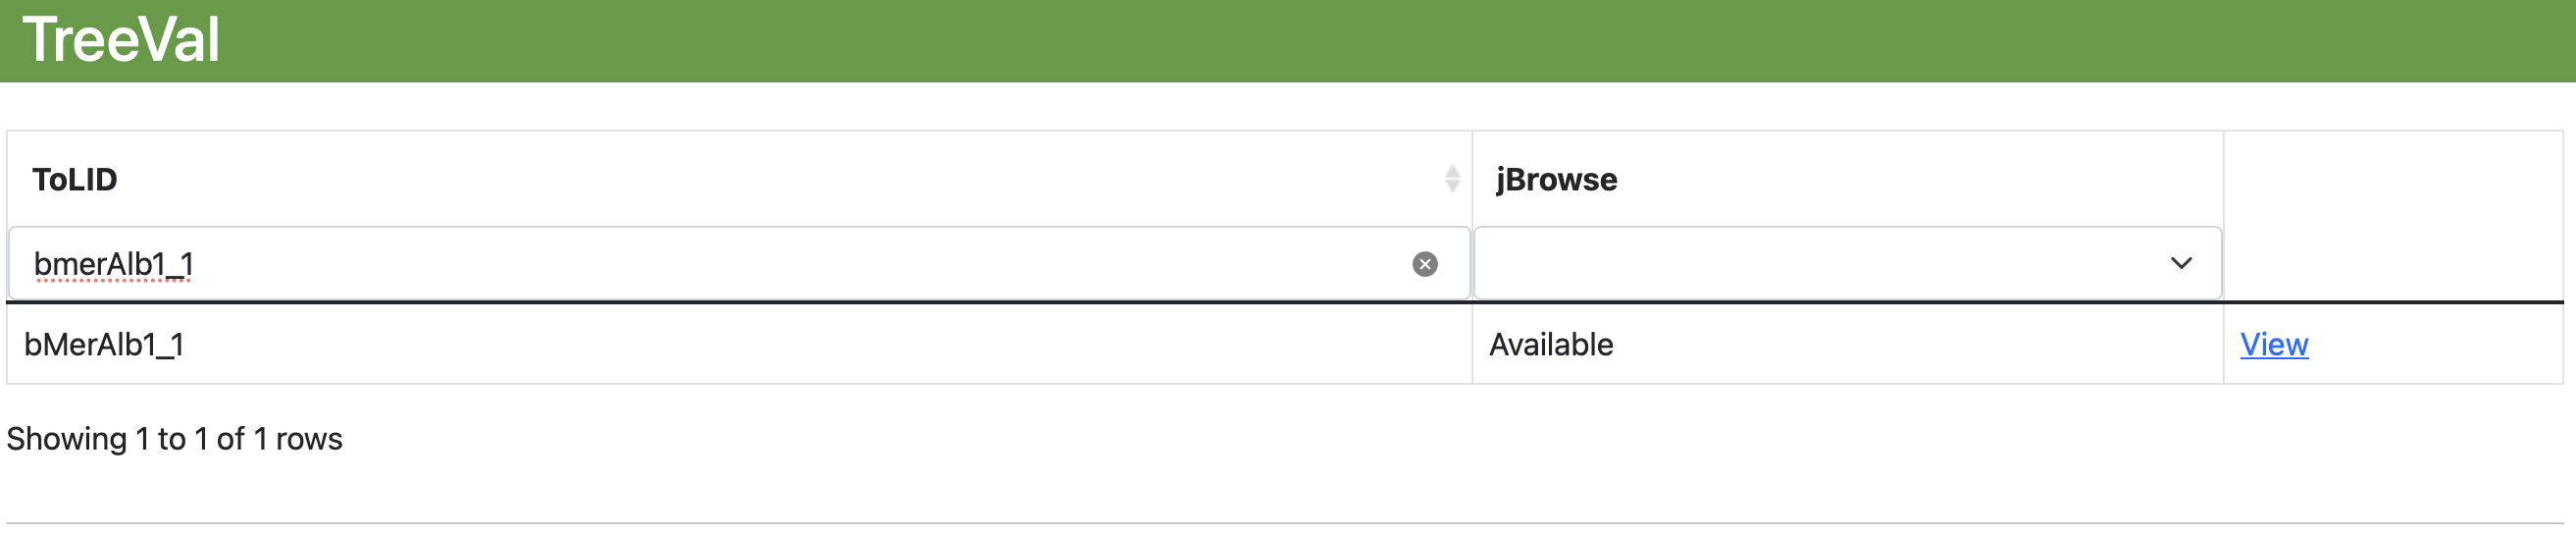 TreeVal
ToLID jBrowse
bmerAlb1_1
bMerAlb1_1 Available View
Showing 1 to 1 of 1 rows